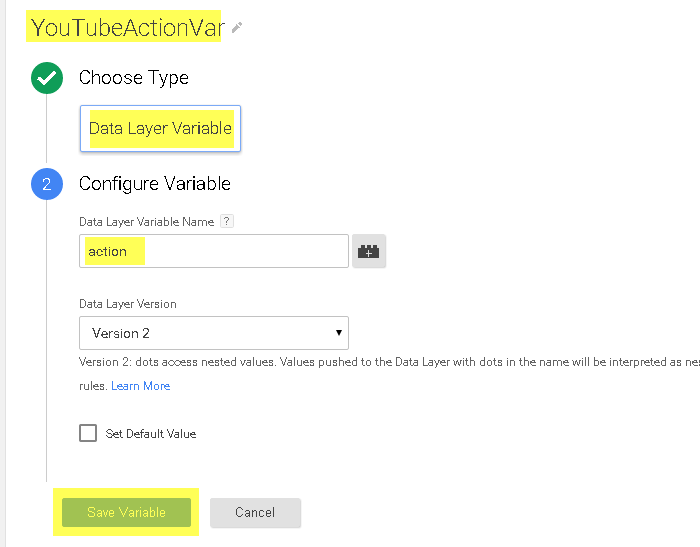 YouTubeActionVar
Choose Type
Data Layer Variable
2 Configure Variable
Data Layer Variable Name ?
action
Data Layer Version
Version 2
Version 2: dots access nested values. Values pushed to the Data Layer with dots in the name will be interpreted as nes
rules. Learn More
Set Default Value
Save Variable Cancel